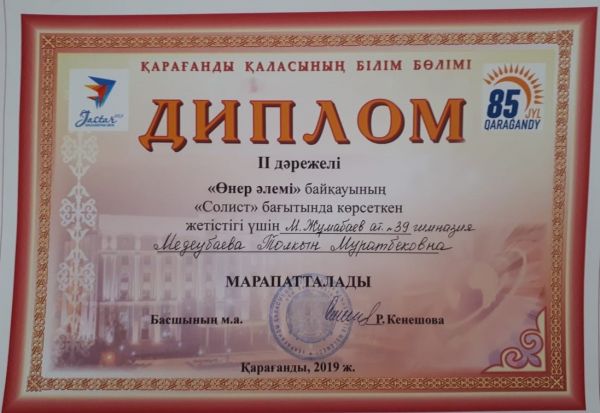 ҚАРАҒАНДЫ ҚАЛАСЫНЫҢ БІЛІМ БӨЛІМІ
Jastar
85
JYL
QARAGANDY
ДИПЛОМ
ІІ дәрежелі
«Өнер әлемі» байқауының
«Солист» бағытында көрсеткен
жетістігі үшін М.Жумабаев ат. №39 гимназия
Медеубаева Толкын Муратбековна
МАРАПАТТАЛАДЫ
Басшының м.а. Р.Кенешова
Қарағанды, 2019 ж.